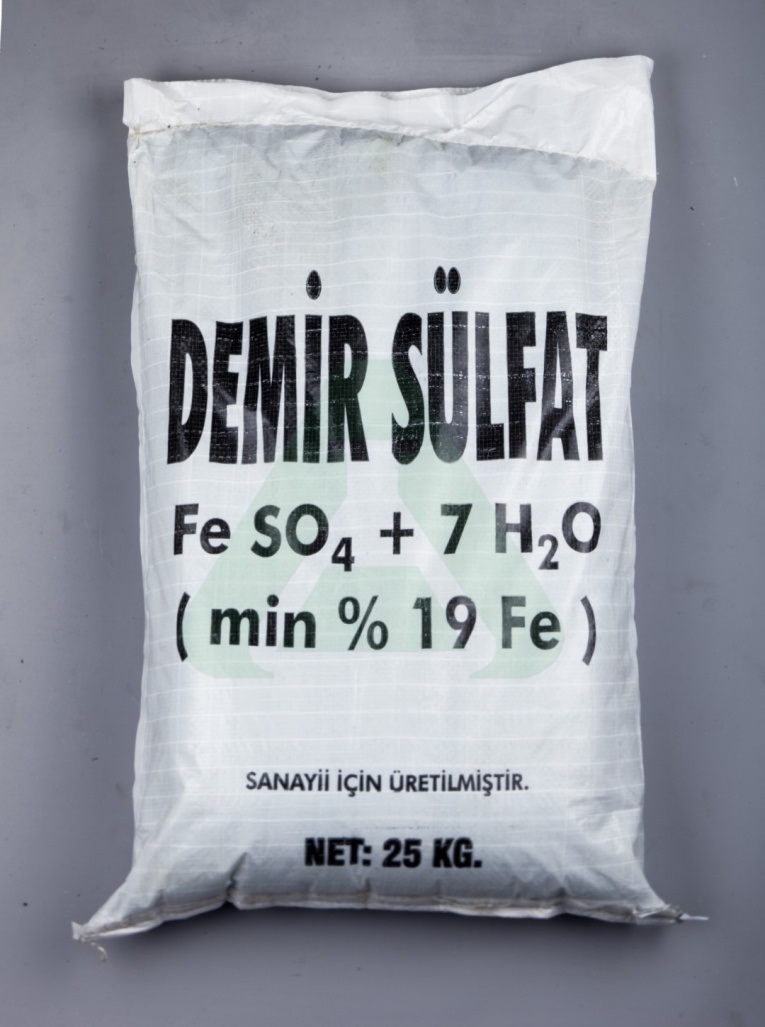 DEMİR SÜLFAT
Fe SO₄ + 7 H₂O
( min % 19 Fe )
SANAYİİ İÇİN ÜRETİLMİŞTİR.
NET: 25 KG.